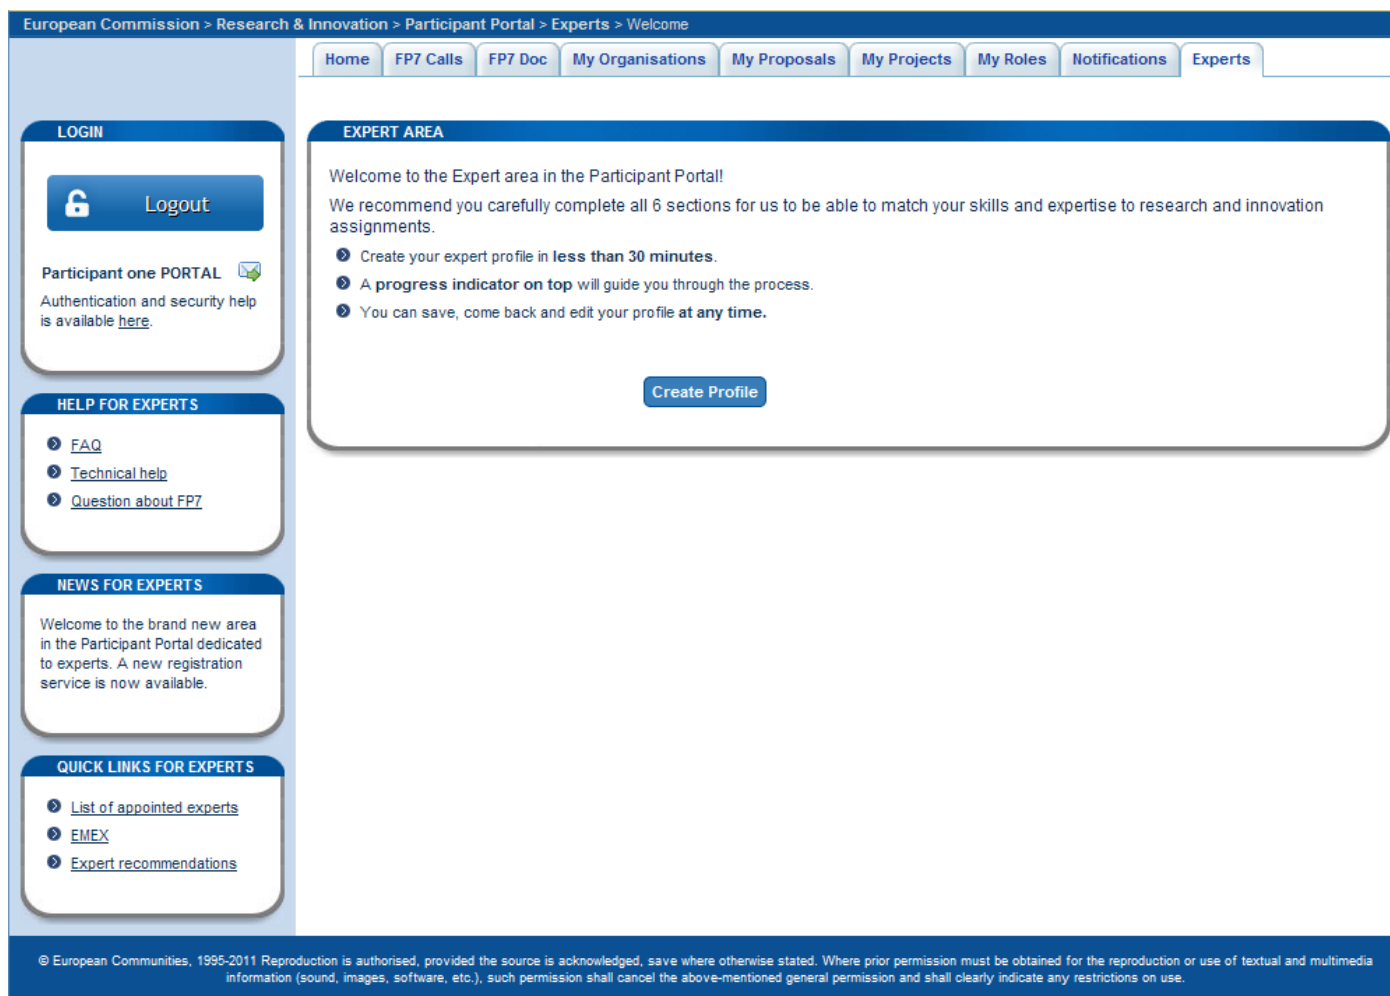 European Commission > Research & Innovation > Participant Portal > Experts > Welcome
Home FP7 Calls FP7 Doc My Organisations My Proposals My Projects My Roles Notifications Experts
LOGIN
Logout
Participant one PORTAL
Authentication and security help
is available here.
HELP FOR EXPERTS
FAQ
Technical help
Question about FP7
NEWS FOR EXPERTS
Welcome to the brand new area
in the Participant Portal dedicated
to experts. A new registration
service is now available.
QUICK LINKS FOR EXPERTS
List of appointed experts
EMEX
Expert recommendations
EXPERT AREA
Welcome to the Expert area in the Participant Portal!
We recommend you carefully complete all 6 sections for us to be able to match your skills and expertise to research and innovation
assignments.
Create your expert profile in less than 30 minutes.
A progress indicator on top will guide you through the process.
You can save, come back and edit your profile at any time.
Create Profile
© European Communities, 1995-2011 Reproduction is authorised, provided the source is acknowledged, save where otherwise stated. Where prior permission must be obtained for the reproduction or use of textual and multimedia
information (sound, images, software, etc.), such permission shall cancel the above-mentioned general permission and shall clearly indicate any restrictions on use.